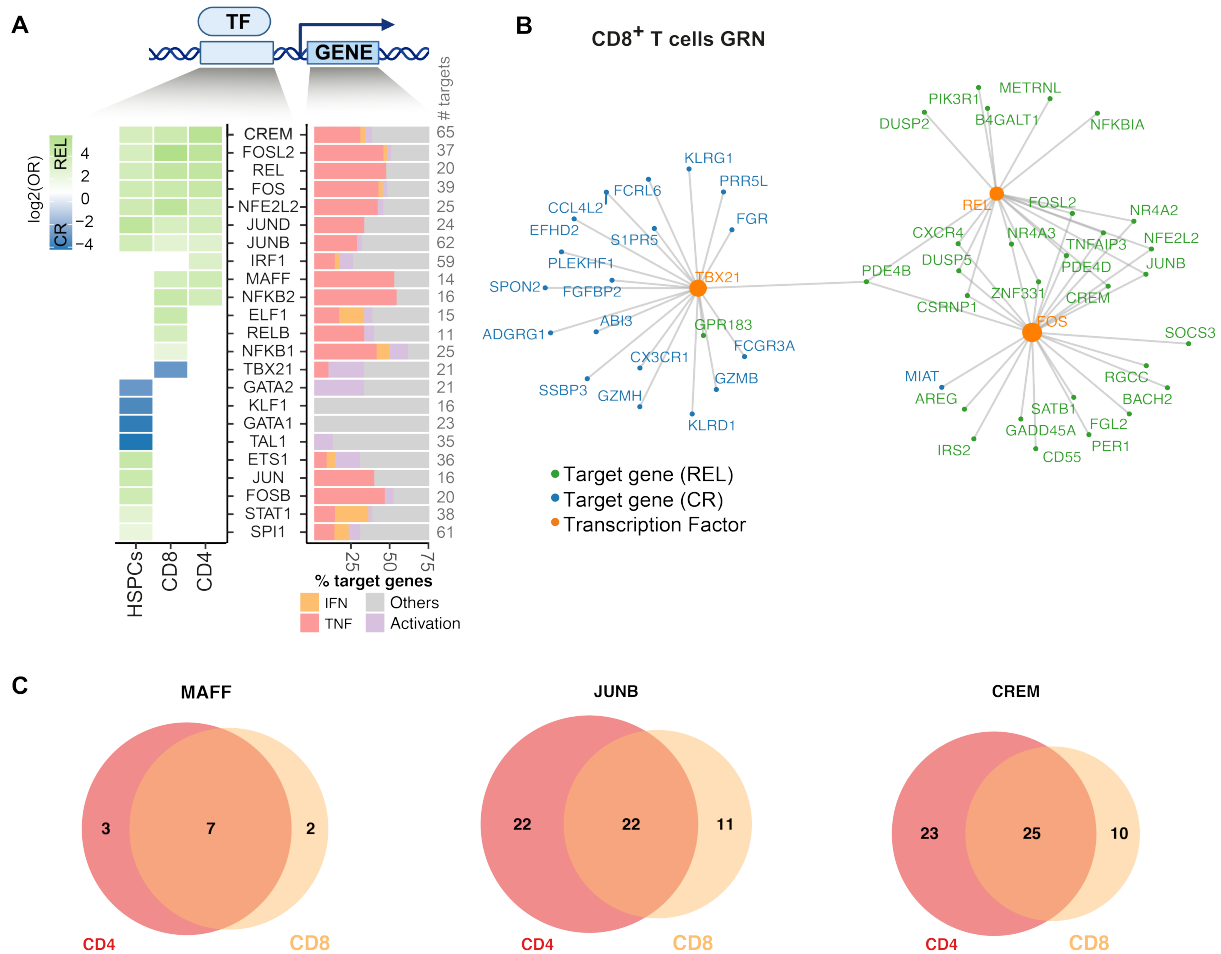 A
TF
GENE
# targets
log2(OR)
REL
CR
4
2
0
−2
−4
CREM 65
FOSL2 37
REL 20
FOS 39
NFE2L2 25
JUND 24
JUNB 62
IRF1 59
MAFF 14
NFKB2 16
ELF1 15
RELB 11
NFKB1 25
TBX21 21
GATA2 21
KLF1 16
GATA1 23
TAL1 35
ETS1 36
JUN 16
FOSB 20
STAT1 38
SPI1 61
HSPCs
CD8
CD4
25
50
75
% target genes
IFN
Others
TNF
Activation
B
CD8+ T cells GRN
PIK3R1
METRNL
DUSP2
B4GALT1
NFKBIA
KLRG1
FCRL6
PRR5L
CCL4L2
FGR
EFHD2
S1PR5
PLEKHF1
TBX21
SPON2
FGFBP2
ADGRG1
ABI3
GPR183
CX3CR1
FCGR3A
SSBP3
GZMH
GZMB
KLRD1
REL
FOSL2
NR4A2
CXCR4
NR4A3
TNFAIP3
NFE2L2
DUSP5
PDE4D
JUNB
PDE4B
ZNF331
CREM
CSRNP1
FOS
SOCS3
MIAT
RGCC
AREG
SATB1
BACH2
GADD45A
FGL2
IRS2
PER1
CD55
Target gene (REL)
Target gene (CR)
Transcription Factor
C
MAFF
3
7
2
CD4
CD8
JUNB
22
22
11
CD4
CD8
CREM
23
25
10
CD4
CD8